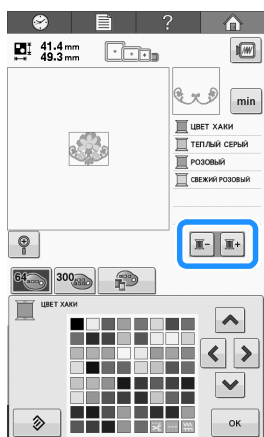 ?
41.4 mm
49.3 mm
min
ЦВЕТ ХАКИ
ТЕПЛЫЙ СЕРЫЙ
РОЗОВЫЙ
СВЕЖИЙ РОЗОВЫЙ
- +
64 300
ЦВЕТ ХАКИ
OK